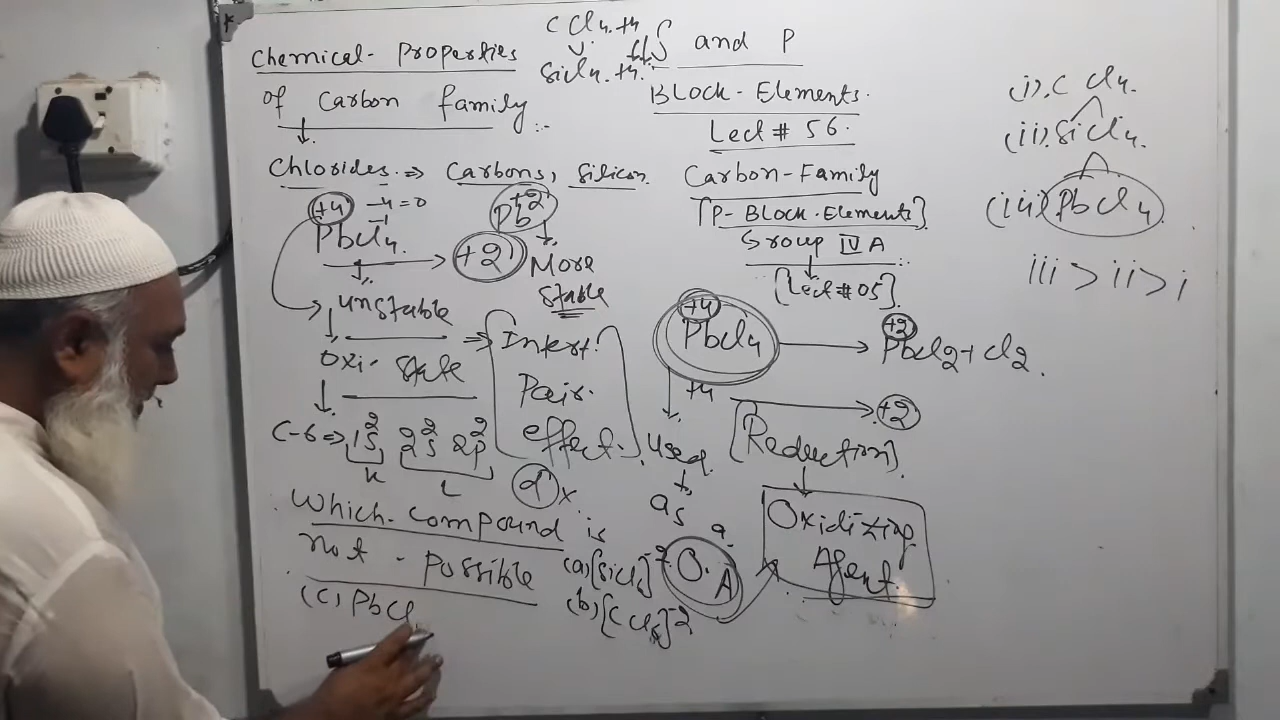 Chemical- Properties
of Carbon family :-
Chlorides. ⇒ Carbons, Silicon.
+4 -4=0
-1
PbCl4.
+2
Pb
+2
More
Stable
unstable
Oxi- State
⇒ Inert
Pair.
effect.
C-6 ⇒ 1S2 2S2 2P2
K L
d x.
Which- compound is
not - possible
(a) [SiCl6]-2
(b) [CCl6]-2
(c) PbCl
CCl4. +4
SiCl4. +4.
S and P
BLock - Elements.
Lect # 56.
Carbon-Family
[P- Block-Elements]
Group IV A
[Lect # 05].
+4
PbCl4 → +2 PbCl2 + Cl2.
+4
+2
[Reduction].
used.
as
a.
O.A
Oxidizing
Agent.
(i). CCl4.
(ii). SiCl4.
(iii) PbCl4.
iii > ii > i